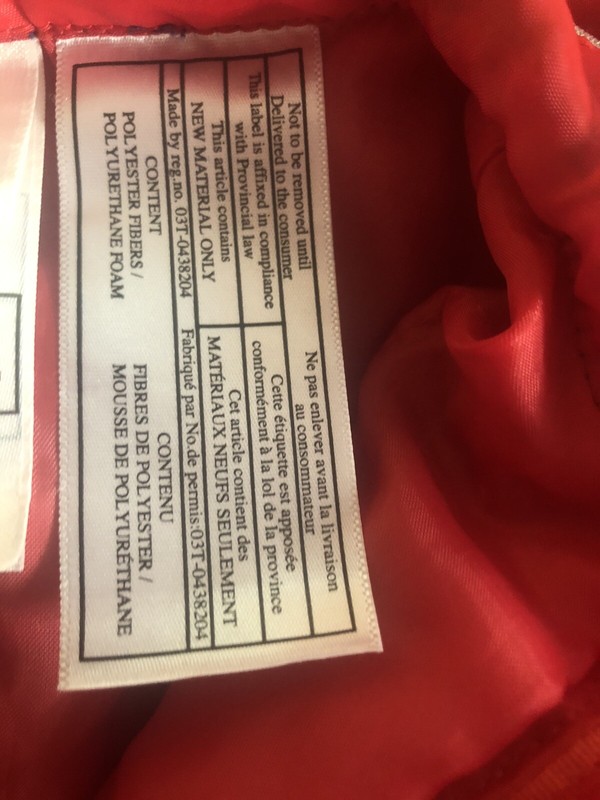 Not to be removed until
Delivered to the consumer
Ne pas enlever avant la livraison
au consommateur
This label is affixed in compliance
with Provincial law
Cette étiquette est apposée
conformément à la loI de la province
This article contains
NEW MATERIAL ONLY
Cet article contient des
MATÉRIAUX NEUFS SEULEMENT
Made by reg.no. 03T-0438204
Fabriqué par No.de permis:03T-0438204
CONTENT
POLYESTER FIBERS /
POLYURETHANE FOAM
CONTENU
FIBRES DE POLYESTER /
MOUSSE DE POLYURÉTHANE